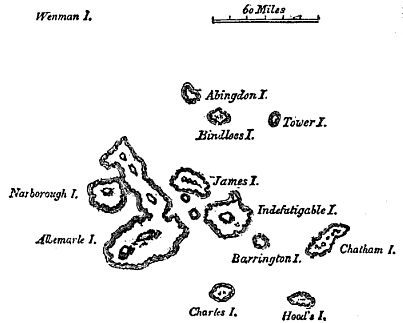 Wenman I.
60 Miles
Abingdon I.
Bindloes I.
Tower I.
James I.
Narborough I.
Indefatigable I.
Albemarle I.
Barrington I.
Chatham I.
Charles I.
Hood's I.